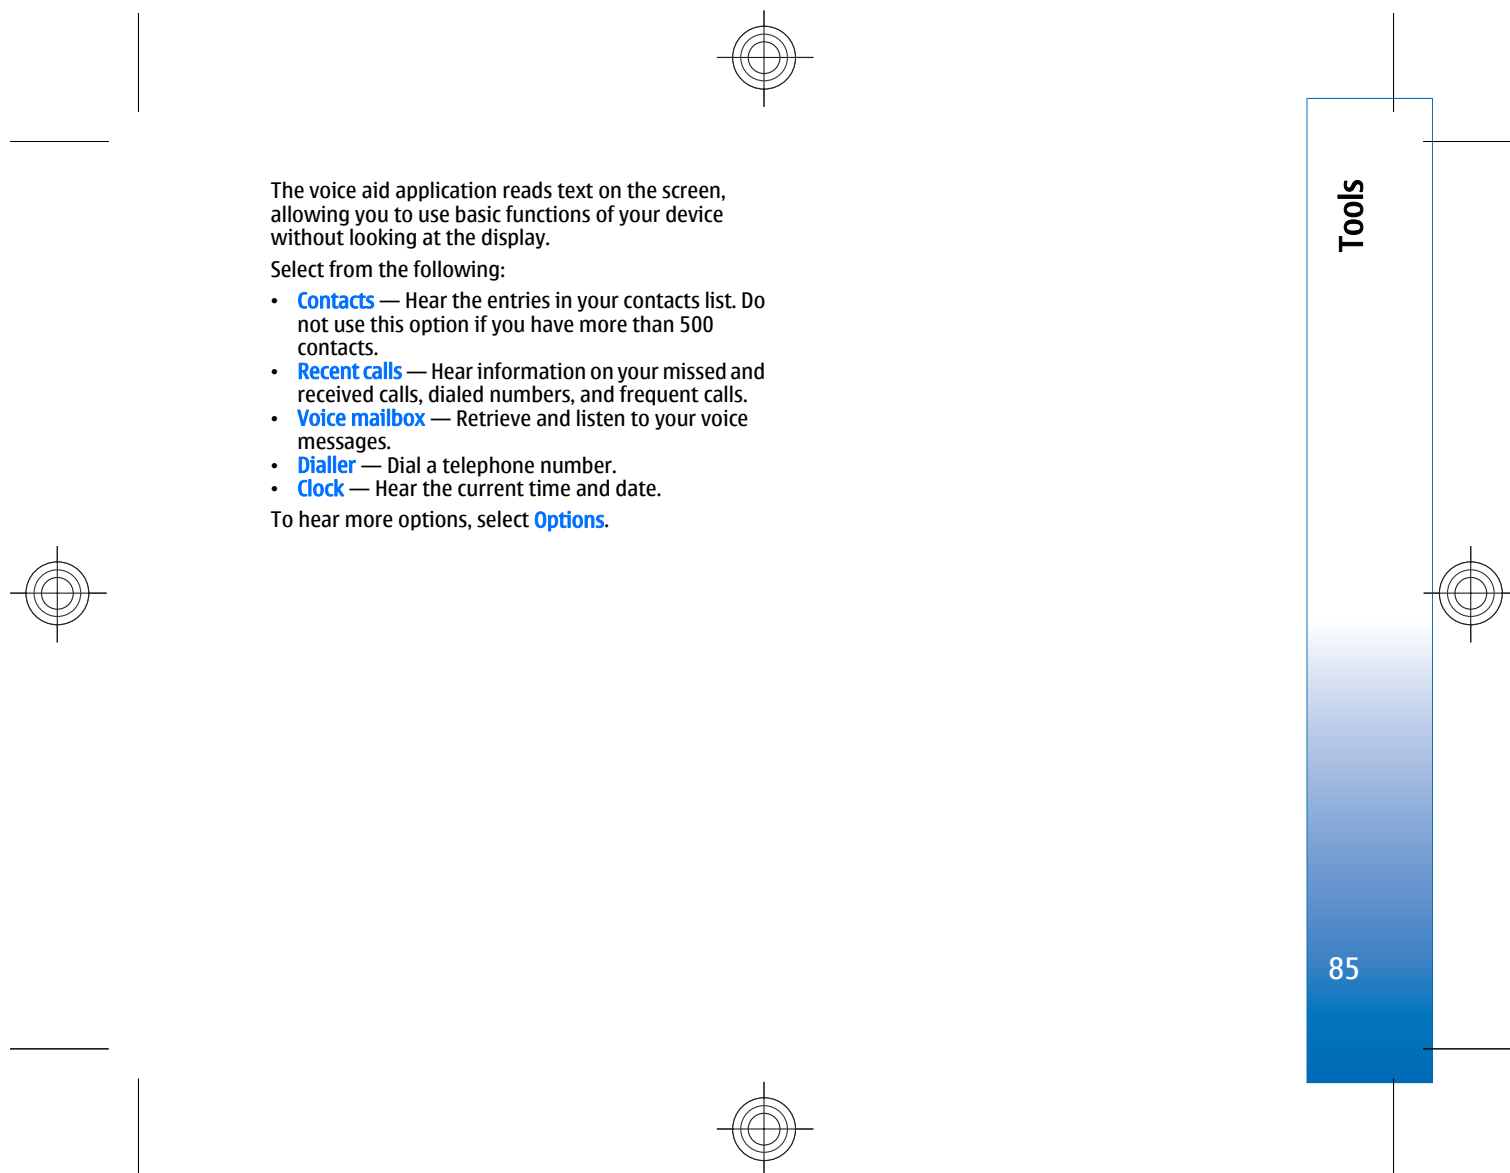 The voice aid application reads text on the screen,
allowing you to use basic functions of your device
without looking at the display.
Select from the following:
• Contacts — Hear the entries in your contacts list. Do
not use this option if you have more than 500
contacts.
• Recent calls — Hear information on your missed and
received calls, dialed numbers, and frequent calls.
• Voice mailbox — Retrieve and listen to your voice
messages.
• Dialler — Dial a telephone number.
• Clock — Hear the current time and date.
To hear more options, select Options.
Tools
85